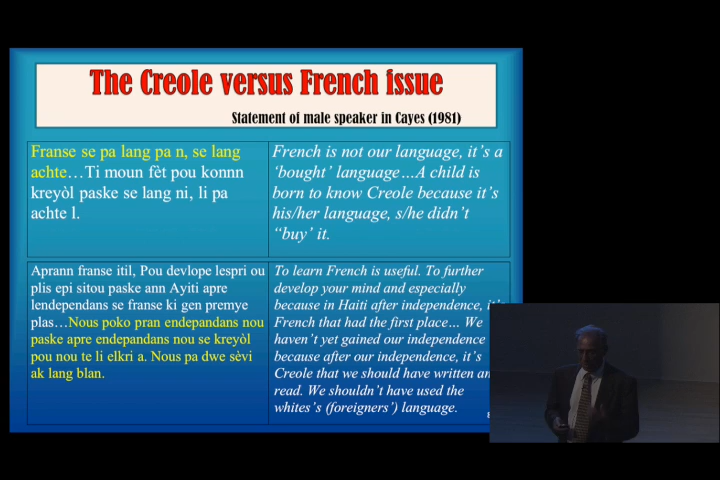 The Creole versus French issue
Statement of male speaker in Cayes (1981)
Franse se pa lang pa n, se lang
achte…Ti moun fèt pou konnn
kreyòl paske se lang ni, li pa
achte l.
French is not our language, it’s a
‘bought’ language…A child is
born to know Creole because it’s
his/her language, s/he didn’t
“buy’ it.
Aprann franse itil, Pou devlope lespri ou
plis epi sitou paske ann Ayiti apre
lendependans se franse ki gen premye
plas…Nous poko pran endepandans nou
paske apre endepandans nou se kreyòl
pou nou te li elkri a. Nous pa dwe sèvi
ak lang blan.
To learn French is useful. To further
develop your mind and especially
because in Haiti after independence,
French that had the first place… We
haven’t yet gained our independence
because after our independence, it’s
Creole that we should have written
read. We shouldn’t have used the
whites’s (foreigners’) language.